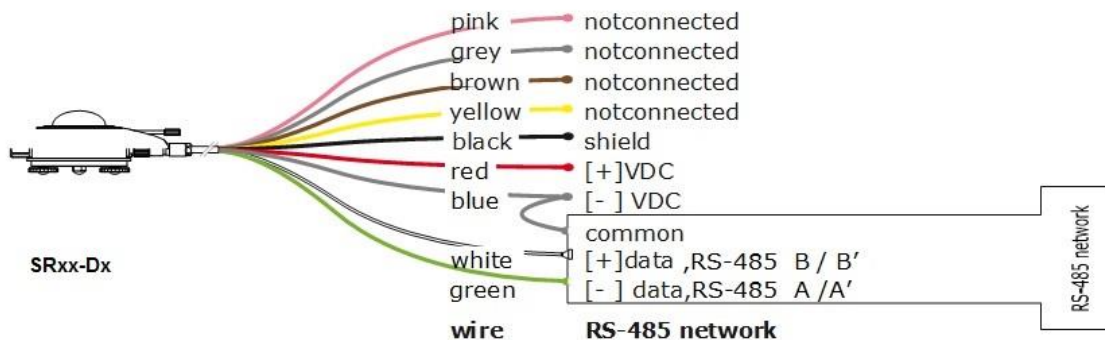 pink notconnected
grey notconnected
brown notconnected
yellow notconnected
black shield
red [+]VDC
blue [- ] VDC
common
white [+]data ,RS-485 B / B’
green [- ] data,RS-485 A /A’
wire RS-485 network
SRxx-Dx
RS-485 network